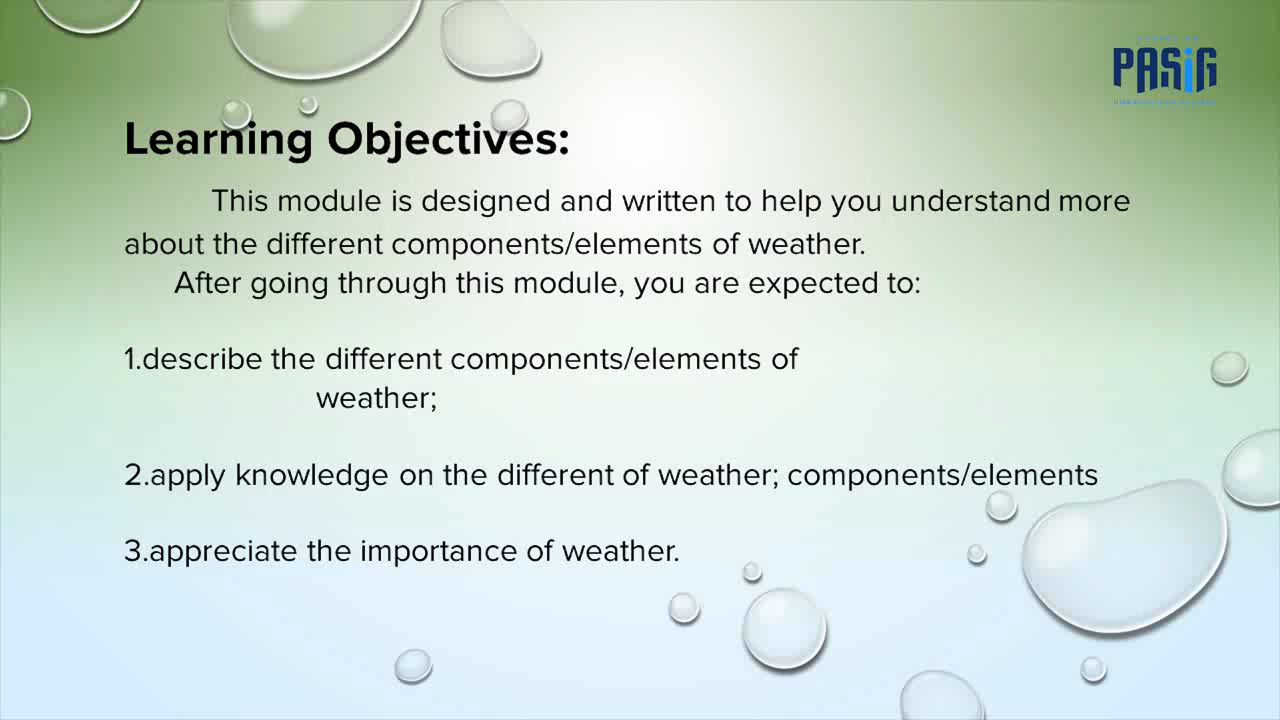 PASiG
Learning Objectives:
This module is designed and written to help you understand more
about the different components/elements of weather.
After going through this module, you are expected to:
1.describe the different components/elements of
weather;
2.apply knowledge on the different of weather; components/elements
3.appreciate the importance of weather.